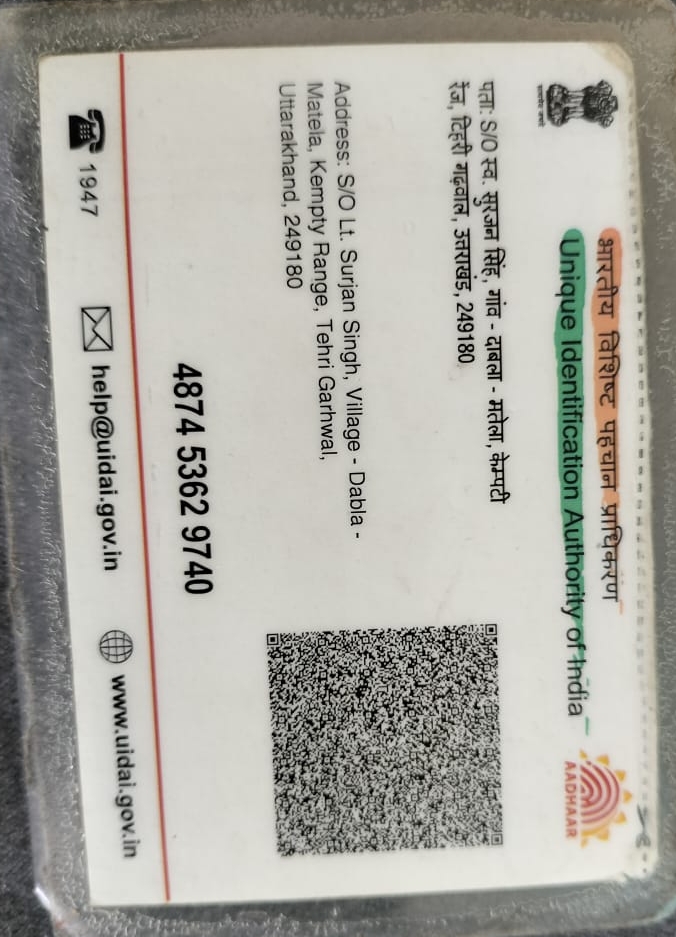 भारतीय विशिष्ट पहचान प्राधिकरण
Unique Identification Authority of India
AADHAAR
पता: S/O स्व. सुरजन सिंह, गांव - दाबला - मतेला, केम्पटी
रेंज, टिहरी गढ़वाल, उत्तराखंड, 249180
Address: S/O Lt. Surjan Singh, Village - Dabla -
Matela, Kempty Range, Tehri Garhwal,
Uttarakhand, 249180
4874 5362 9740
1947
help@uidai.gov.in
www.uidai.gov.in